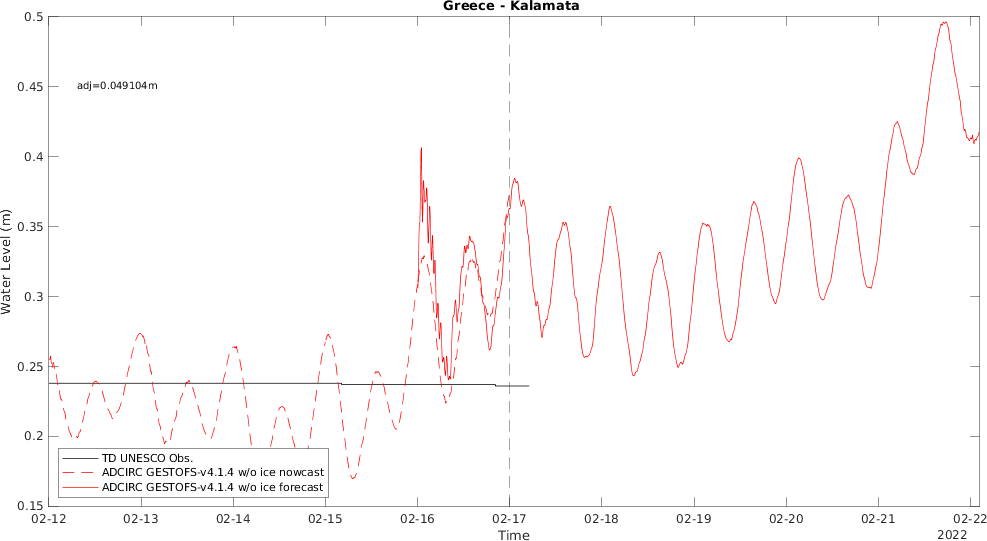 Greece - Kalamata
adj=0.049104m
Water Level (m)
0.5
0.45
0.4
0.35
0.3
0.25
0.2
0.15
TD UNESCO Obs.
ADCIRC GESTOFS-v4.1.4 w/o ice nowcast
ADCIRC GESTOFS-v4.1.4 w/o ice forecast
02-12 02-13 02-14 02-15 02-16 02-17 02-18 02-19 02-20 02-21 02-22
Time
2022